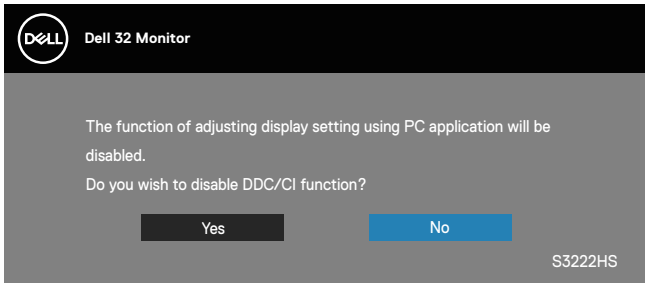 DELL
Dell 32 Monitor
The function of adjusting display setting using PC application will be
disabled.
Do you wish to disable DDC/CI function?
Yes
No
S3222HS